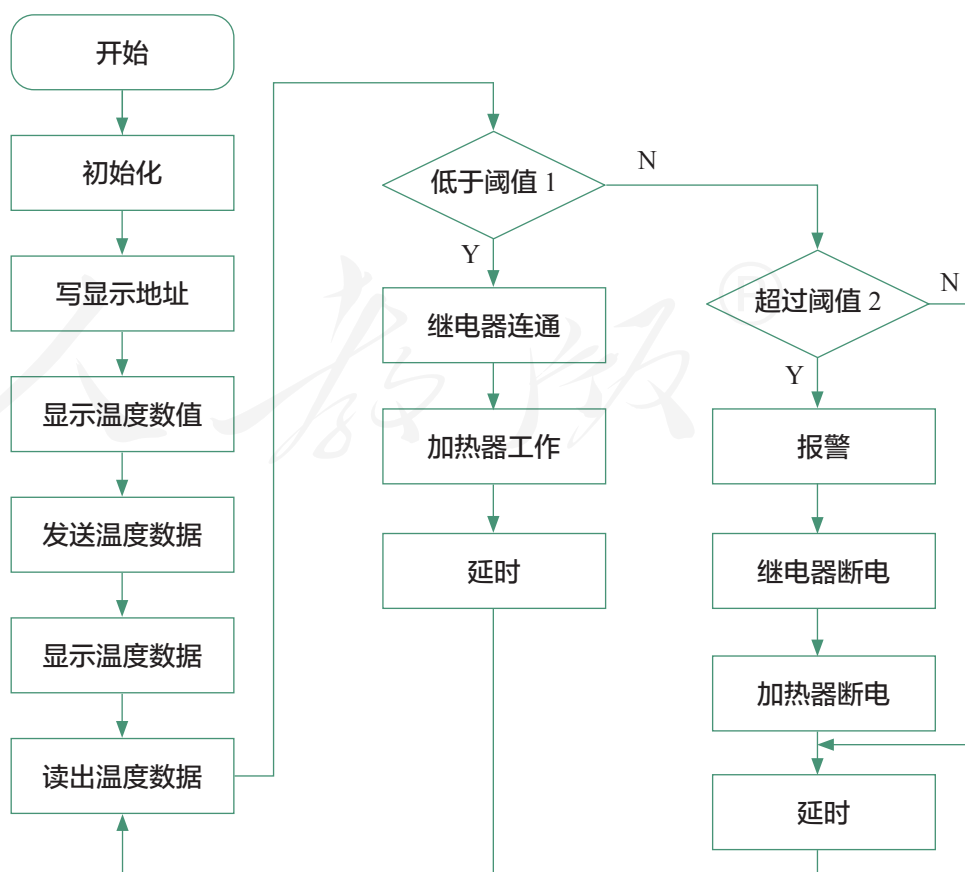 开始
初始化
写显示地址
显示温度数值
发送温度数据
显示温度数据
读出温度数据
低于阈值 1
N
Y
继电器连通
加热器工作
延时
超过阈值 2
N
Y
报警
继电器断电
加热器断电
延时
人教版®